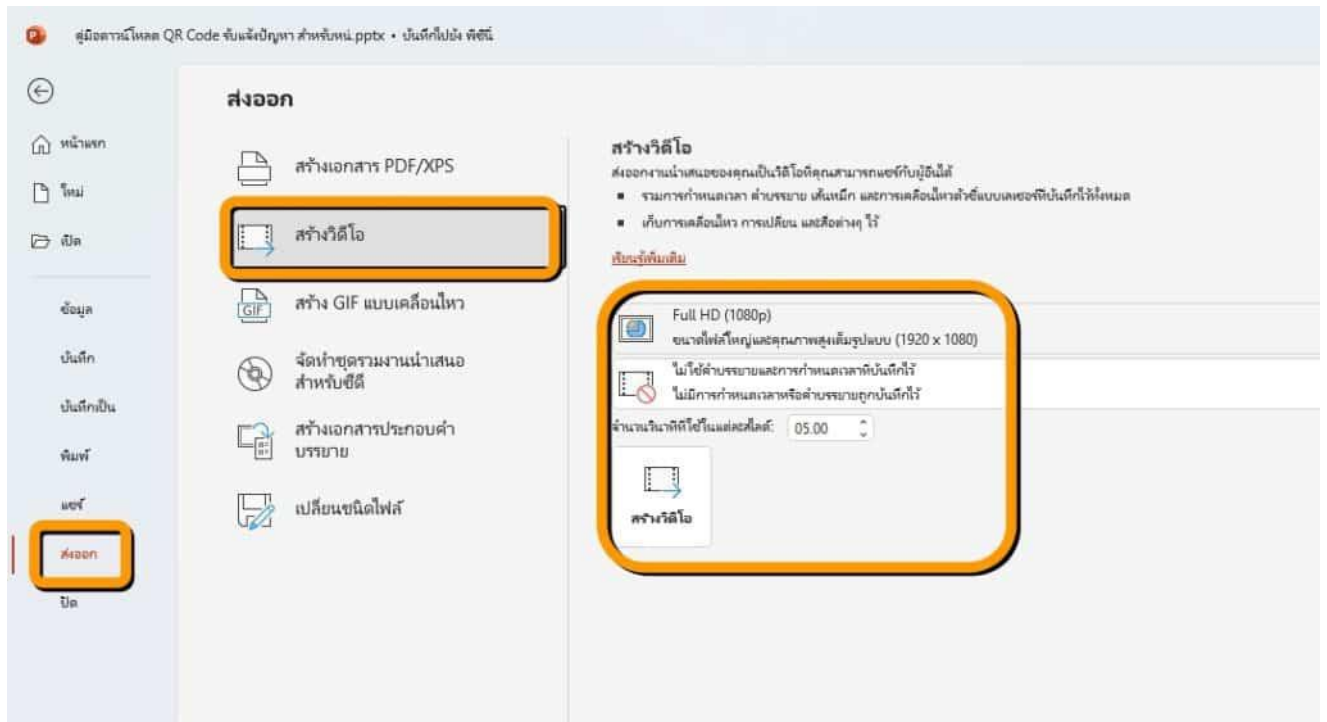 คู่มือดาวน์โหลด QR Code รับแจ้งปัญหา สำหรับหน่.pptx • บันทึกไปยัง พีซีนี้
ส่งออก
หน้าแรก
ใหม่
เปิด
ข้อมูล
บันทึก
บันทึกเป็น
พิมพ์
แชร์
ส่งออก
ปิด
สร้างเอกสาร PDF/XPS
สร้างวิดีโอ
GIF
สร้าง GIF แบบเคลื่อนไหว
จัดทำชุดรวมงานนำเสนอ
สำหรับซีดี
สร้างเอกสารประกอบคำ
บรรยาย
เปลี่ยนชนิดไฟล์
สร้างวิดีโอ
ส่งออกงานนำเสนอของคุณเป็นวิดีโอที่คุณสามารถแชร์กับผู้อื่นได้
▪ รวมการกำหนดเวลา คำบรรยาย เส้นหมึก และการเคลื่อนไหวตัวชี้แบบเลเซอร์ที่บันทึกไว้ทั้งหมด
▪ เก็บการเคลื่อนไหว การเปลี่ยน และสื่อต่างๆ ไว้
เรียนรู้เพิ่มเติม
Full HD (1080p)
ขนาดไฟล์ใหญ่และคุณภาพสูงเต็มรูปแบบ (1920 x 1080)
ไม่ใช้คำบรรยายและการกำหนดเวลาที่บันทึกไว้
ไม่มีการกำหนดเวลาหรือคำบรรยายถูกบันทึกไว้
จำนวนวินาทีที่ใช้ในแต่ละสไลด์: 05.00
สร้างวิดีโอ